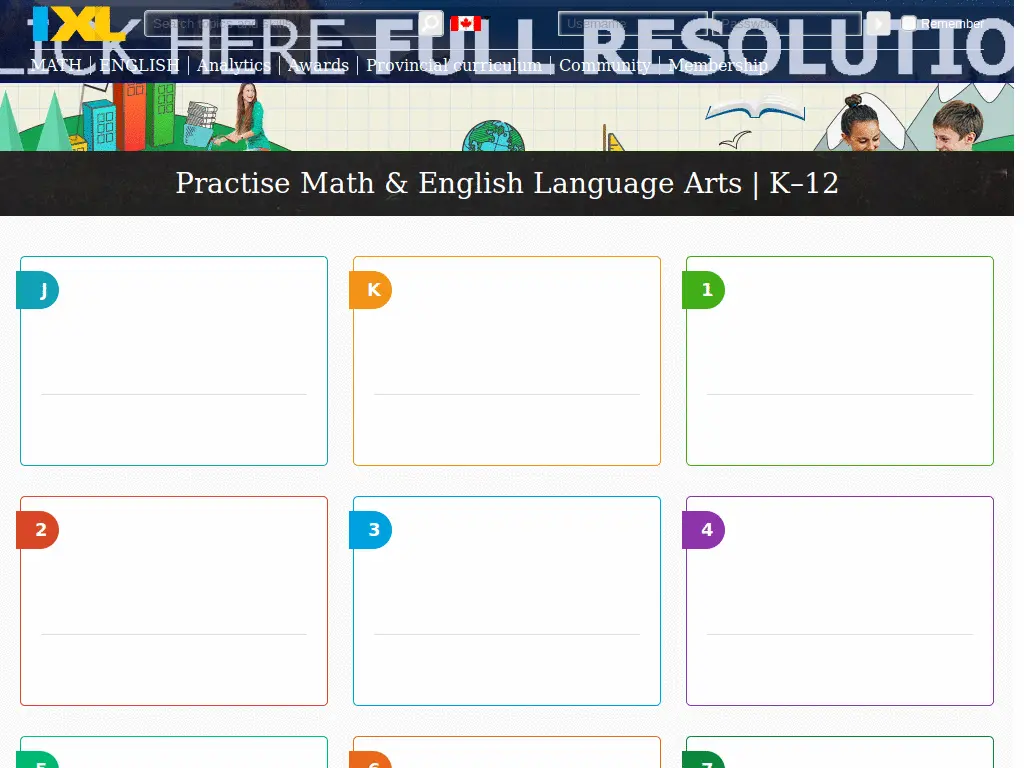 IXL Search topics and skills Username Password Remember
CK HERE FULL RESOLUTIO
MATH ENGLISH Analytics Awards Provincial curriculum Community Membership
Practise Math & English Language Arts | K–12
J K 1
2 3 4
5 6 7